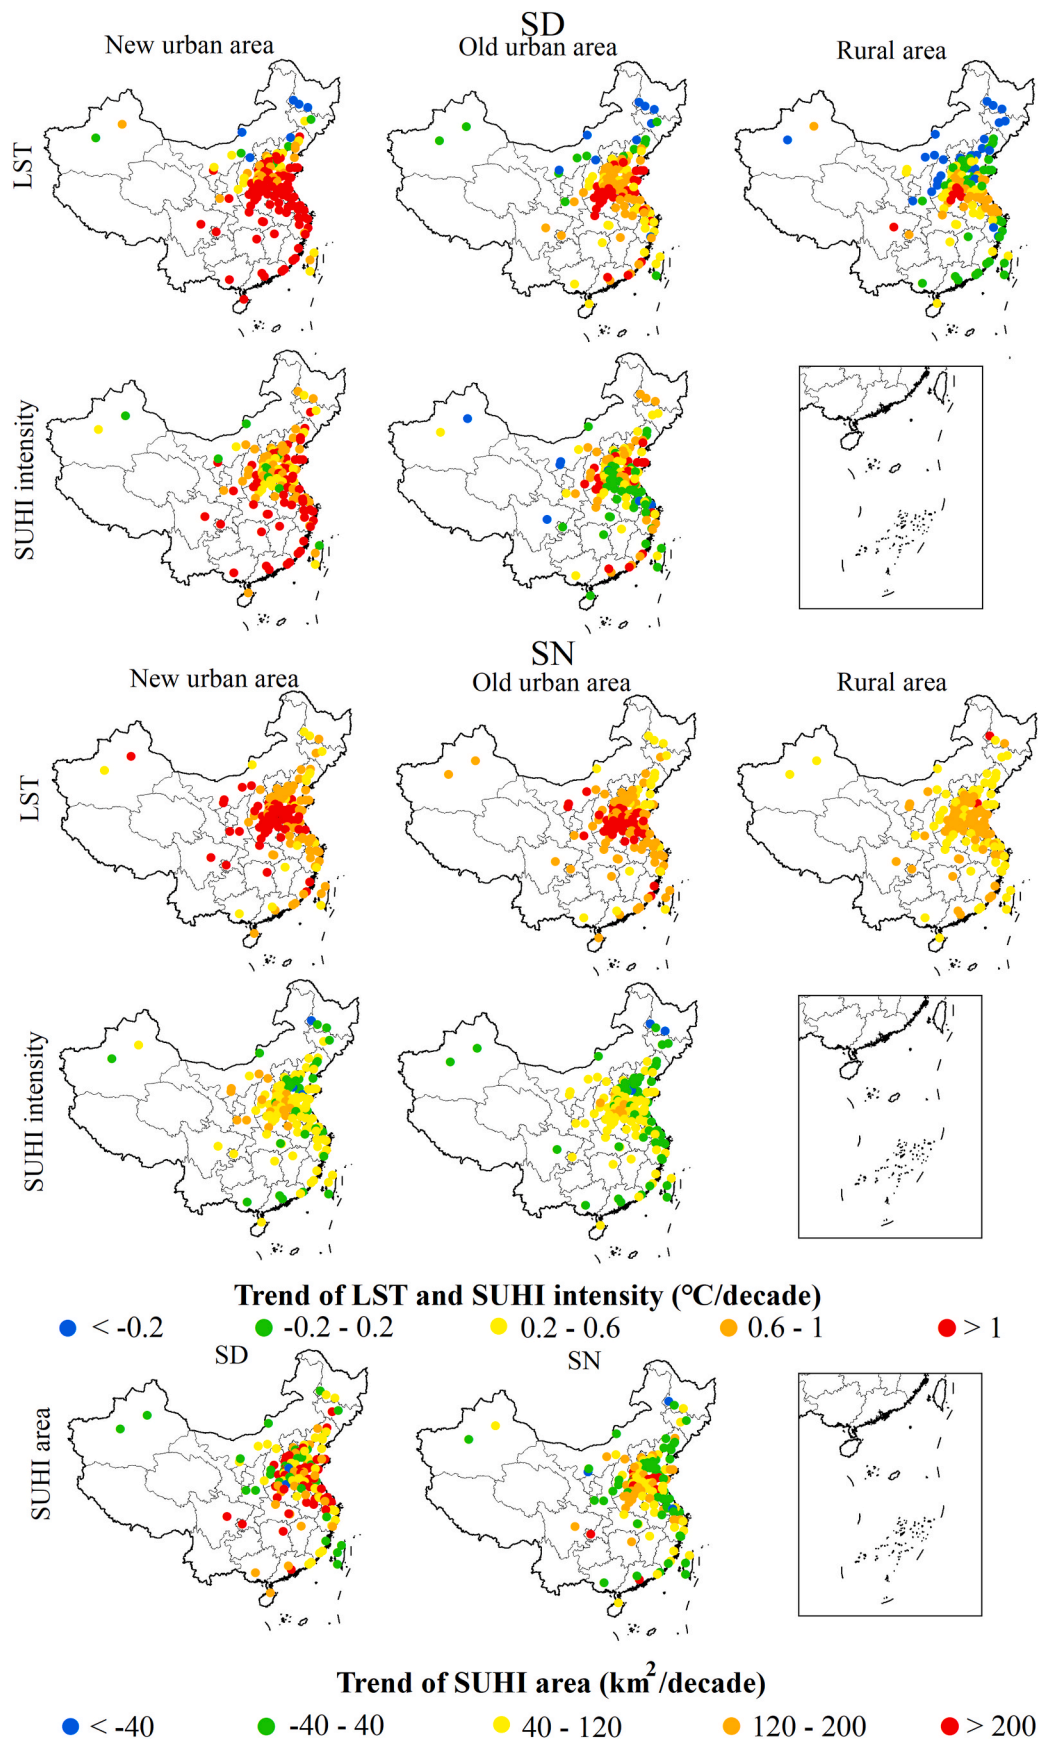 SD
New urban area
Old urban area
Rural area
LST
SUHI intensity
SN
New urban area
Old urban area
Rural area
LST
SUHI intensity
Trend of LST and SUHI intensity (℃/decade)
< -0.2
-0.2 - 0.2
0.2 - 0.6
0.6 - 1
> 1
SD
SN
SUHI area
Trend of SUHI area (km²/decade)
< -40
-40 - 40
40 - 120
120 - 200
> 200